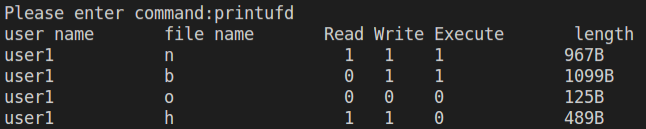 Please enter command:printufd
user name file name Read Write Execute length
user1 n 1 1 1 967B
user1 b 0 1 1 1099B
user1 o 0 0 0 125B
user1 h 1 1 0 489B